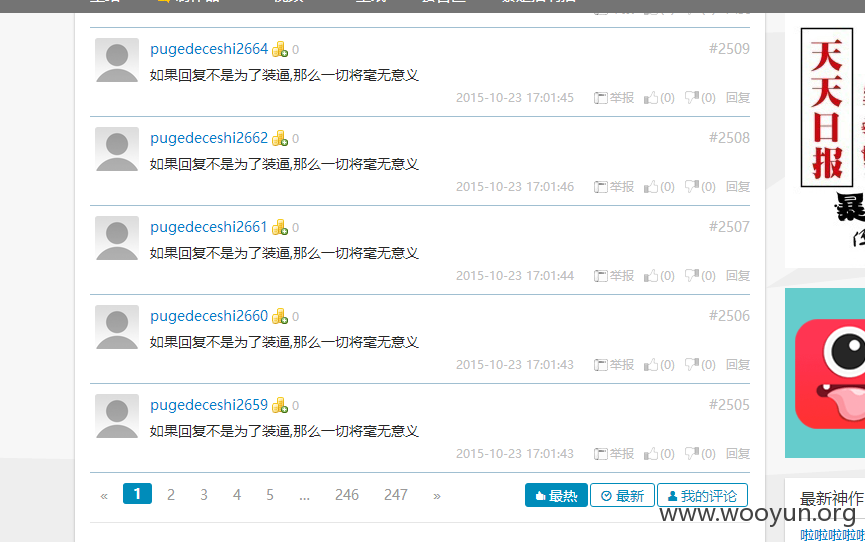 pugedeceshi2664 0 #2509
如果回复不是为了装逼,那么一切将毫无意义
2015-10-23 17:01:45 举报 (0) (0) 回复
pugedeceshi2662 0 #2508
如果回复不是为了装逼,那么一切将毫无意义
2015-10-23 17:01:46 举报 (0) (0) 回复
pugedeceshi2661 0 #2507
如果回复不是为了装逼,那么一切将毫无意义
2015-10-23 17:01:44 举报 (0) (0) 回复
pugedeceshi2660 0 #2506
如果回复不是为了装逼,那么一切将毫无意义
2015-10-23 17:01:43 举报 (0) (0) 回复
pugedeceshi2659 0 #2505
如果回复不是为了装逼,那么一切将毫无意义
2015-10-23 17:01:43 举报 (0) (0) 回复
« 1 2 3 4 5 ... 246 247 » 最热 最新 我的评论
天天日报
暴
最新神作
www.wooyun.org
啦啦啦啦啦